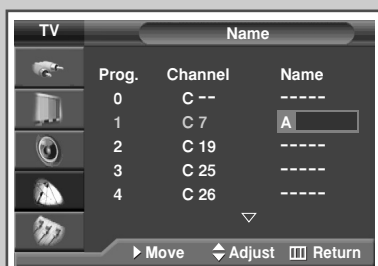 TV Name
Prog. Channel Name
0 C -- -----
1 C 7 A
2 C 19 -----
3 C 25 -----
4 C 26 -----
Move Adjust Return